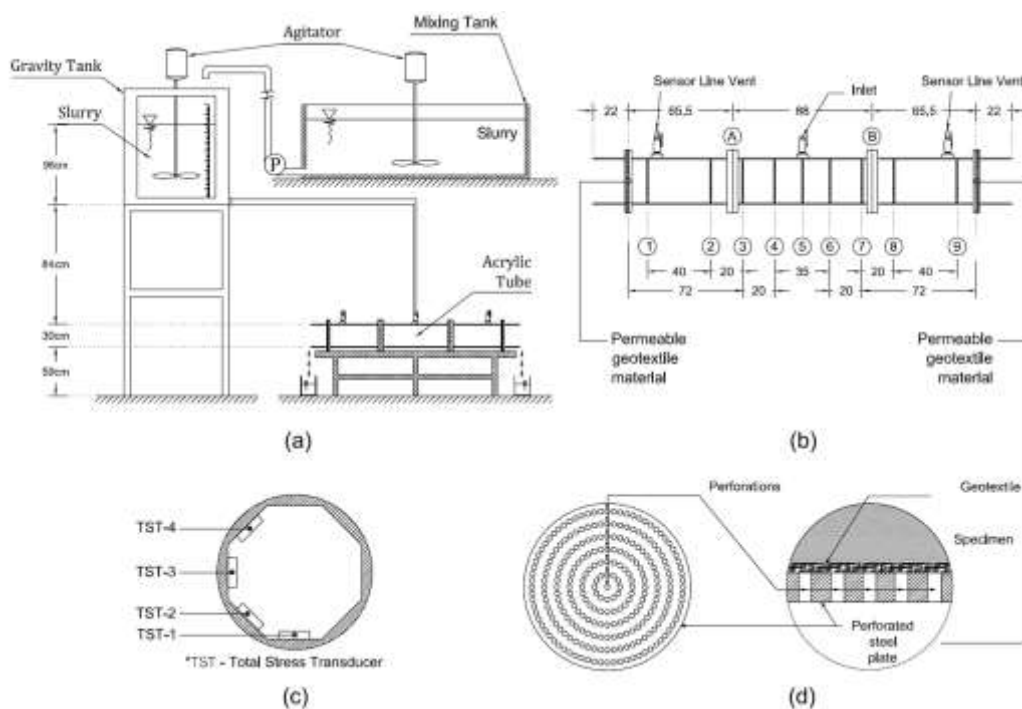 Agitator
Mixing Tank
Gravity Tank
Slurry
Slurry
P
96cm
84cm
30cm
59cm
Acrylic
Tube
(a)
Sensor Line Vent
Inlet
Sensor Line Vent
22
65,5
88
65,5
22
A
B
1
2
3
4
5
6
7
8
9
40
20
35
20
40
72
20
20
72
Permeable
geotextile
material
Permeable
geotextile
material
(b)
TST-4
TST-3
TST-2
TST-1
*TST - Total Stress Transducer
(c)
Perforations
Geotextile
Specimen
Perforated
steel
plate
(d)